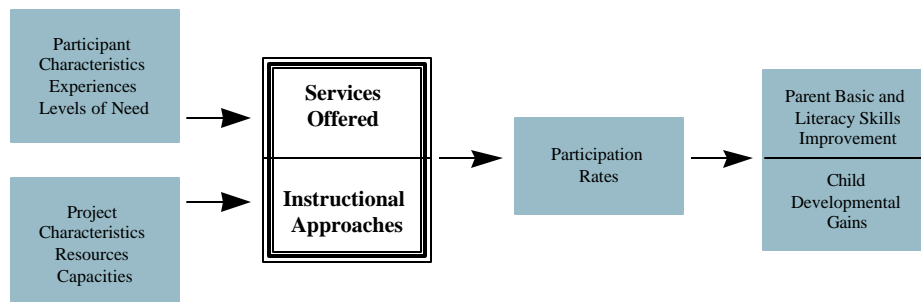 Participant
Characteristics
Experiences
Levels of Need
Project
Characteristics
Resources
Capacities
Services
Offered
Instructional
Approaches
Participation
Rates
Parent Basic and
Literacy Skills
Improvement
Child
Developmental
Gains